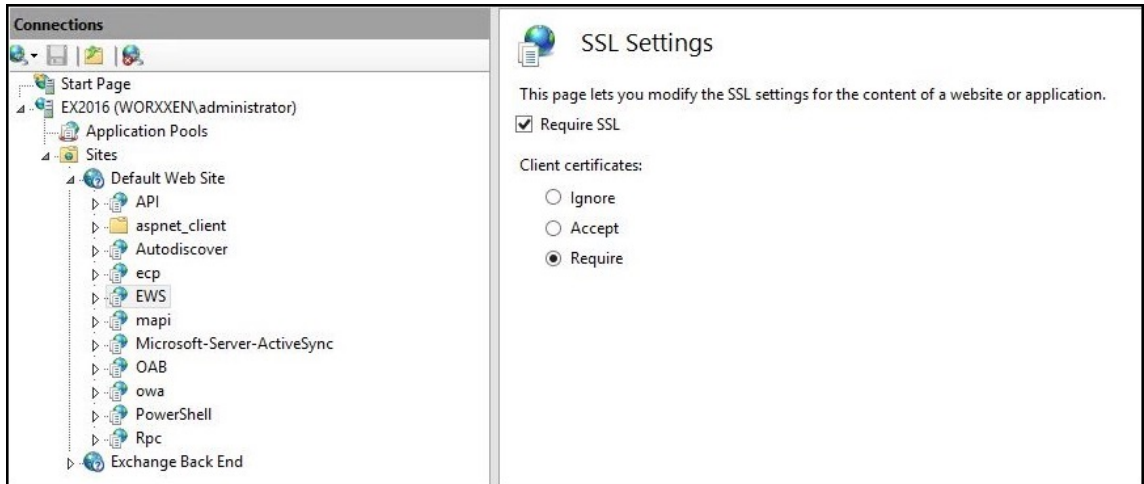 Connections
Start Page
EX2016 (WORXXEN\administrator)
Application Pools
Sites
Default Web Site
API
aspnet_client
Autodiscover
ecp
EWS
mapi
Microsoft-Server-ActiveSync
OAB
owa
PowerShell
Rpc
Exchange Back End
SSL Settings
This page lets you modify the SSL settings for the content of a website or application.
Require SSL
Client certificates:
Ignore
Accept
Require